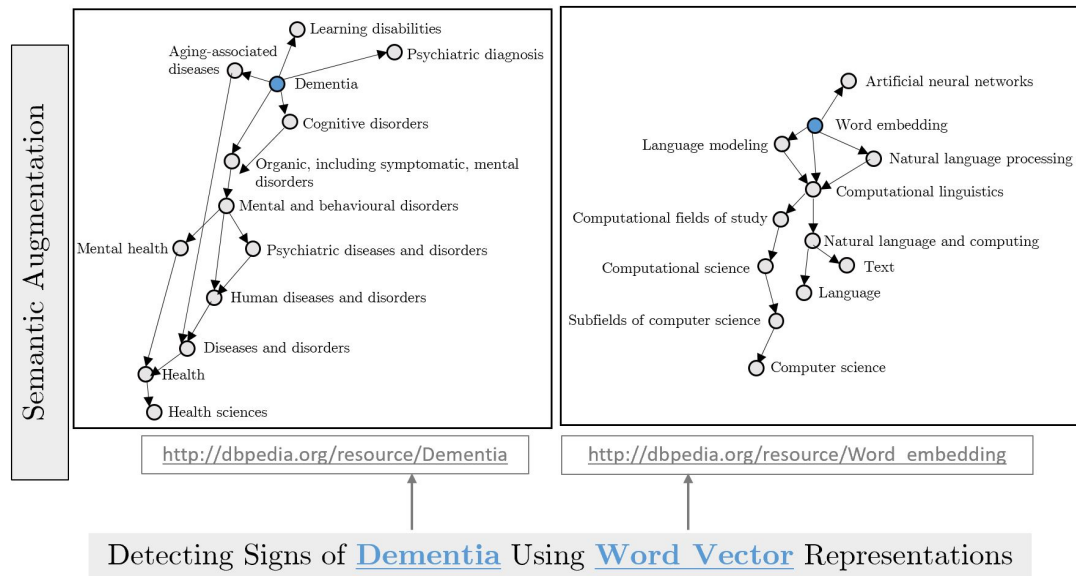 Semantic Augmentation
Learning disabilities
Aging-associated
diseases
Psychiatric diagnosis
Dementia
Cognitive disorders
Organic, including symptomatic, mental
disorders
Mental and behavioural disorders
Mental health
Psychiatric diseases and disorders
Human diseases and disorders
Diseases and disorders
Health
Health sciences
Artificial neural networks
Word embedding
Language modeling
Natural language processing
Computational linguistics
Computational fields of study
Natural language and computing
Computational science
Text
Language
Subfields of computer science
Computer science
http://dbpedia.org/resource/Dementia
http://dbpedia.org/resource/Word_embedding
Detecting Signs of Dementia Using Word Vector Representations